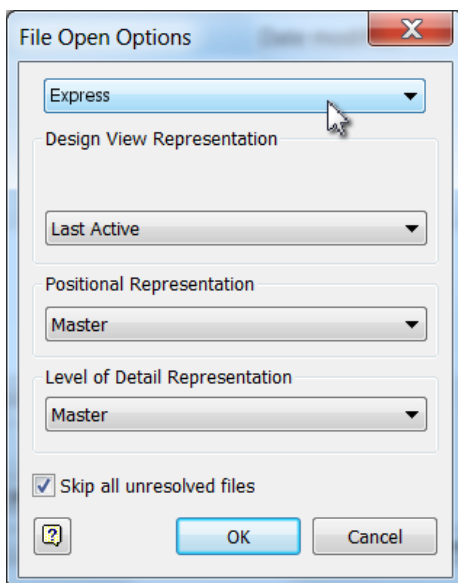 File Open Options
Express
Design View Representation
Last Active
Positional Representation
Master
Level of Detail Representation
Master
Skip all unresolved files
OK Cancel